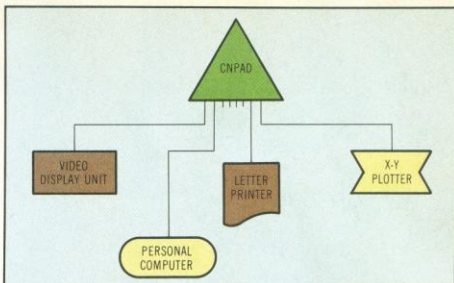 CNPAD
VIDEO
DISPLAY UNIT
LETTER
PRINTER
X-Y
PLOTTER
PERSONAL
COMPUTER